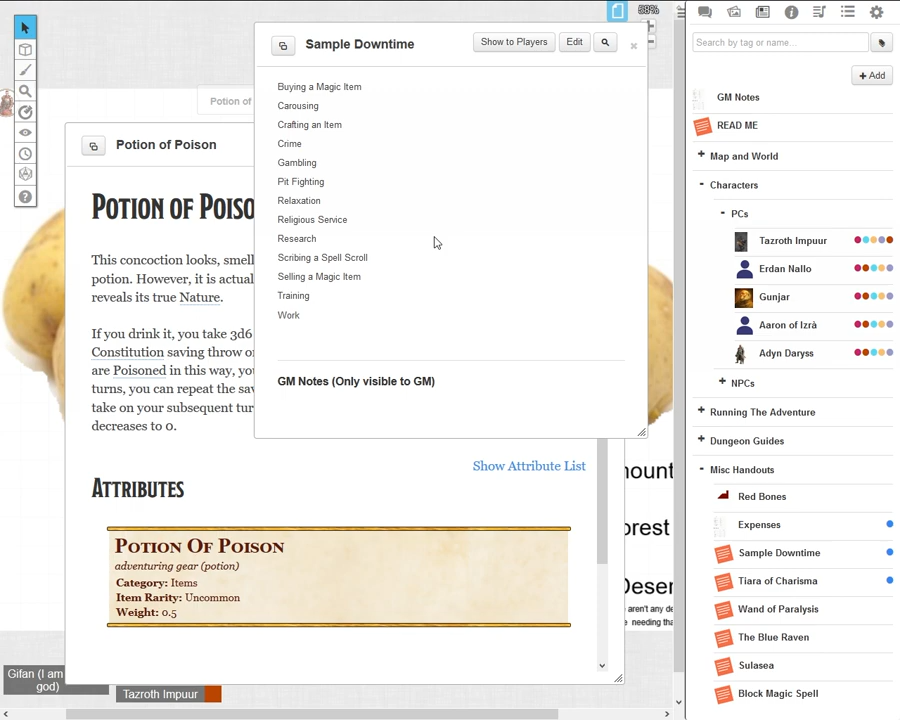 88%
Sample Downtime
Show to Players
Edit
Buying a Magic Item
Carousing
Crafting an Item
Crime
Gambling
Pit Fighting
Relaxation
Religious Service
Research
Scribing a Spell Scroll
Selling a Magic Item
Training
Work
GM Notes (Only visible to GM)
Potion of
Potion of Poison
POTION OF POISO
This concoction looks, smell
potion. However, it is actual
reveals its true Nature.
If you drink it, you take 3d6
Constitution saving throw or
are Poisoned in this way, you
turns, you can repeat the sav
take on your subsequent tur
decreases to 0.
Show Attribute List
ATTRIBUTES
POTION OF POISON
adventuring gear (potion)
Category: Items
Item Rarity: Uncommon
Weight: 0.5
ount
orest
Deser
aren't any de
needing tha
Gifan (I am
god)
Tazroth Impuur
Search by tag or name...
+ Add
GM Notes
READ ME
Map and World
Characters
PCs
Tazroth Impuur
Erdan Nallo
Gunjar
Aaron of Izrà
Adyn Daryss
NPCs
Running The Adventure
Dungeon Guides
Misc Handouts
Red Bones
Expenses
Sample Downtime
Tiara of Charisma
Wand of Paralysis
The Blue Raven
Sulasea
Block Magic Spell